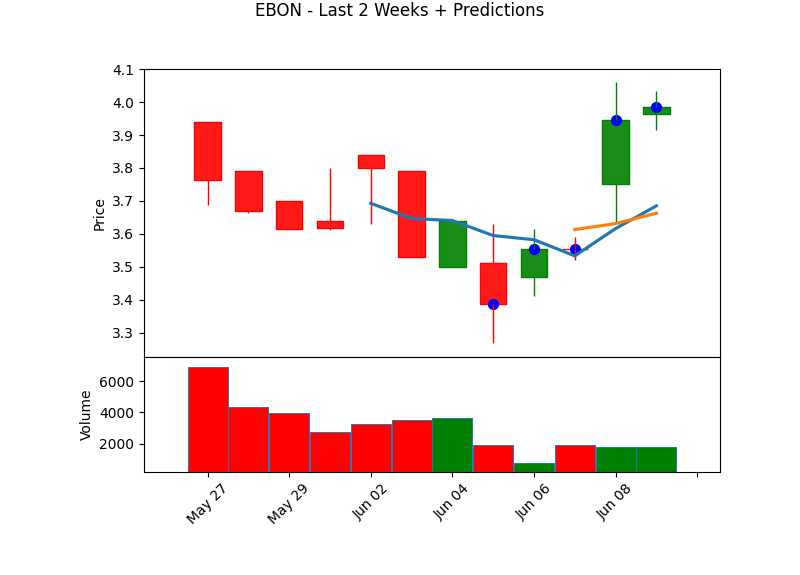 EBON - Last 2 Weeks + Predictions
4.1
4.0
3.9
3.8
3.7
3.6
3.5
3.4
3.3
Price
6000
4000
2000
Volume
May 27
May 29
Jun 02
Jun 04
Jun 06
Jun 08